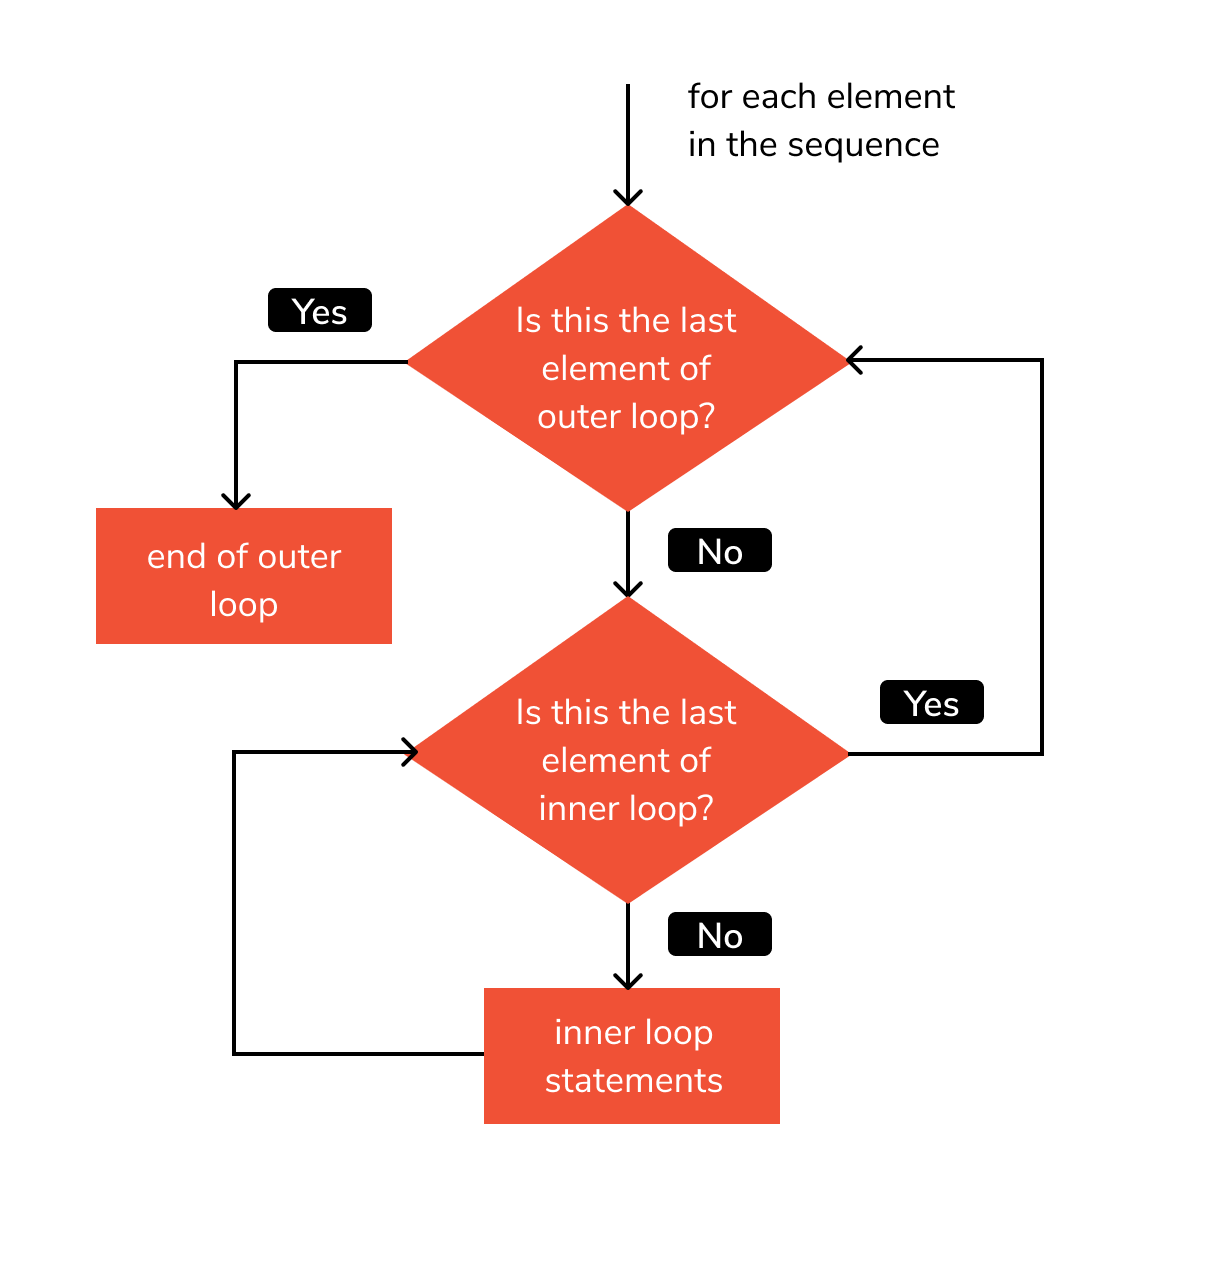 for each element
in the sequence
Yes
Is this the last
element of
outer loop?
end of outer
loop
No
Is this the last
element of
inner loop?
Yes
No
inner loop
statements